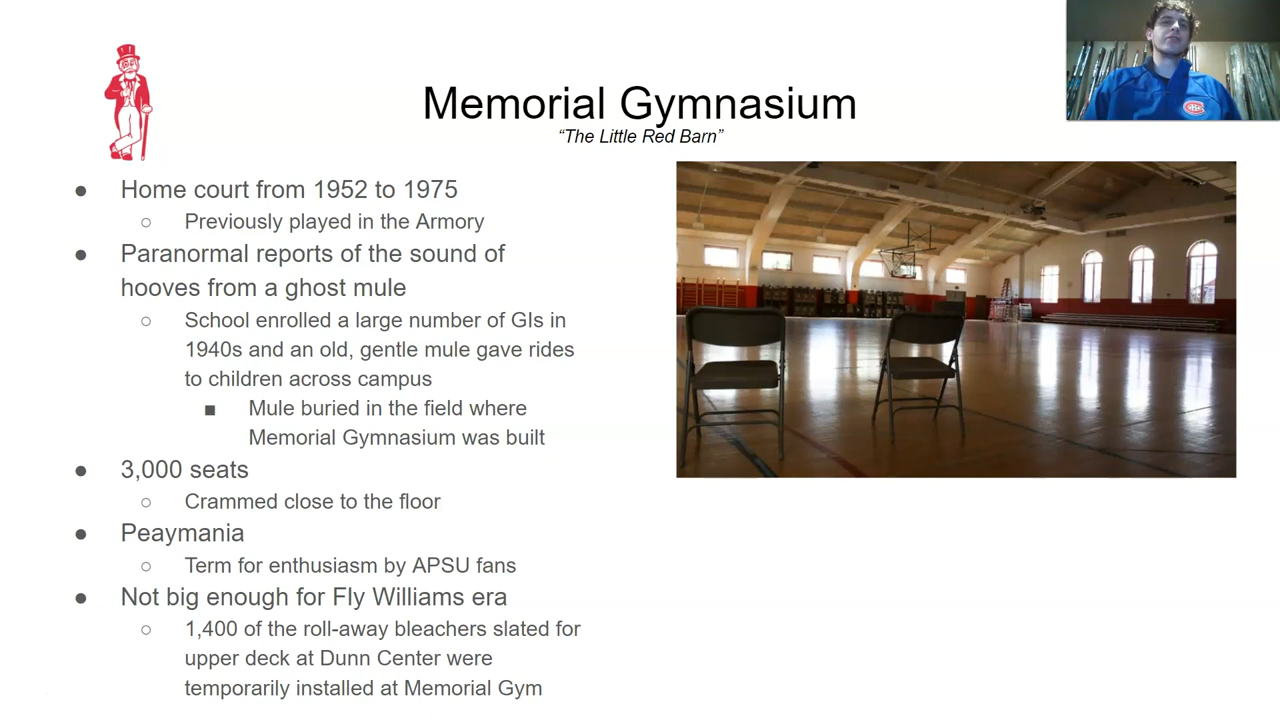 Memorial Gymnasium
“The Little Red Barn”
● Home court from 1952 to 1975
○ Previously played in the Armory
● Paranormal reports of the sound of
hooves from a ghost mule
○ School enrolled a large number of GIs in
1940s and an old, gentle mule gave rides
to children across campus
■ Mule buried in the field where
Memorial Gymnasium was built
● 3,000 seats
○ Crammed close to the floor
● Peaymania
○ Term for enthusiasm by APSU fans
● Not big enough for Fly Williams era
○ 1,400 of the roll-away bleachers slated for
upper deck at Dunn Center were
temporarily installed at Memorial Gym